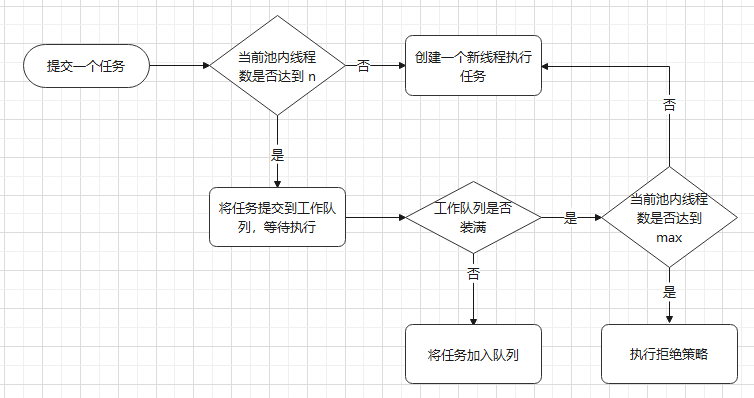 提交一个任务
当前池内线程
数是否达到 n
否
创建一个新线程执行
任务
是
将任务提交到工作队
列，等待执行
工作队列是否
装满
是
当前池内线程
数是否达到
max
否
否
将任务加入队列
是
执行拒绝策略